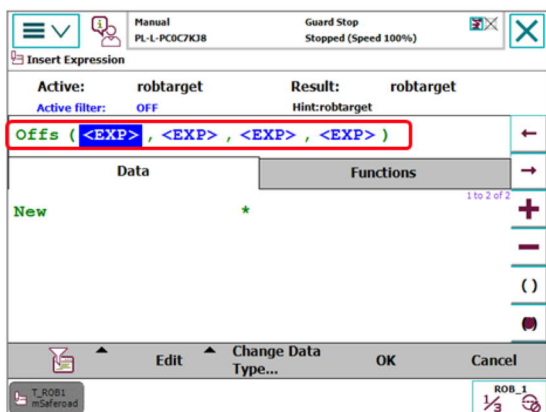 Manual
PL-L-PC0C7KJ8
Guard Stop
Stopped (Speed 100%)
Insert Expression
Active: robtarget Result: robtarget
Active filter: OFF Hint:robtarget
Offs ( <EXP> , <EXP> , <EXP> , <EXP> )
Data Functions
1 to 2 of 2
New *
( )
Edit Change Data Type... OK Cancel
T_ROB1
mSaferoad
ROB_1
1/3